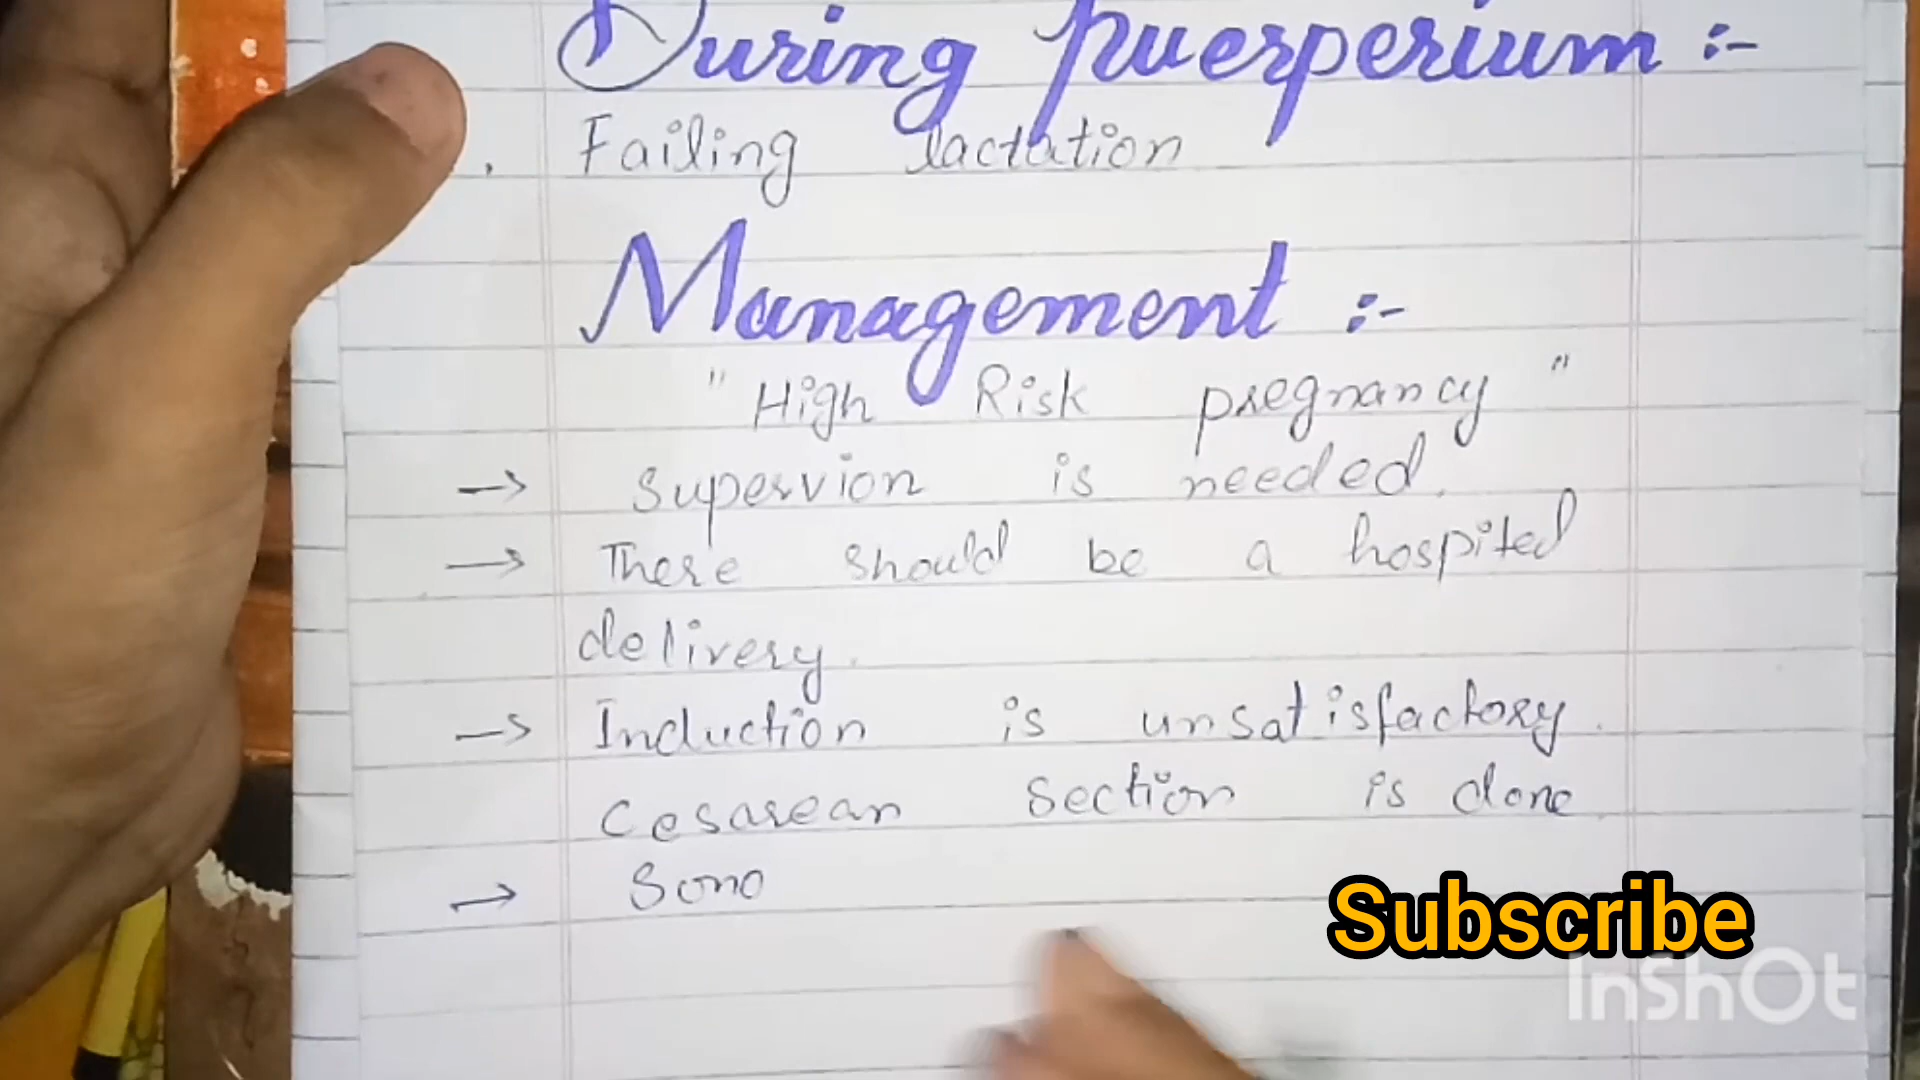 During puerperium :-
. Failing lactation
Management :-
" High Risk pregnancy "
→ Supervion is needed.
→ There should be a hospited
delivery.
→ Induction is unsatisfactory.
Cesarean section is done
→ Sono
Subscribe
InShOt